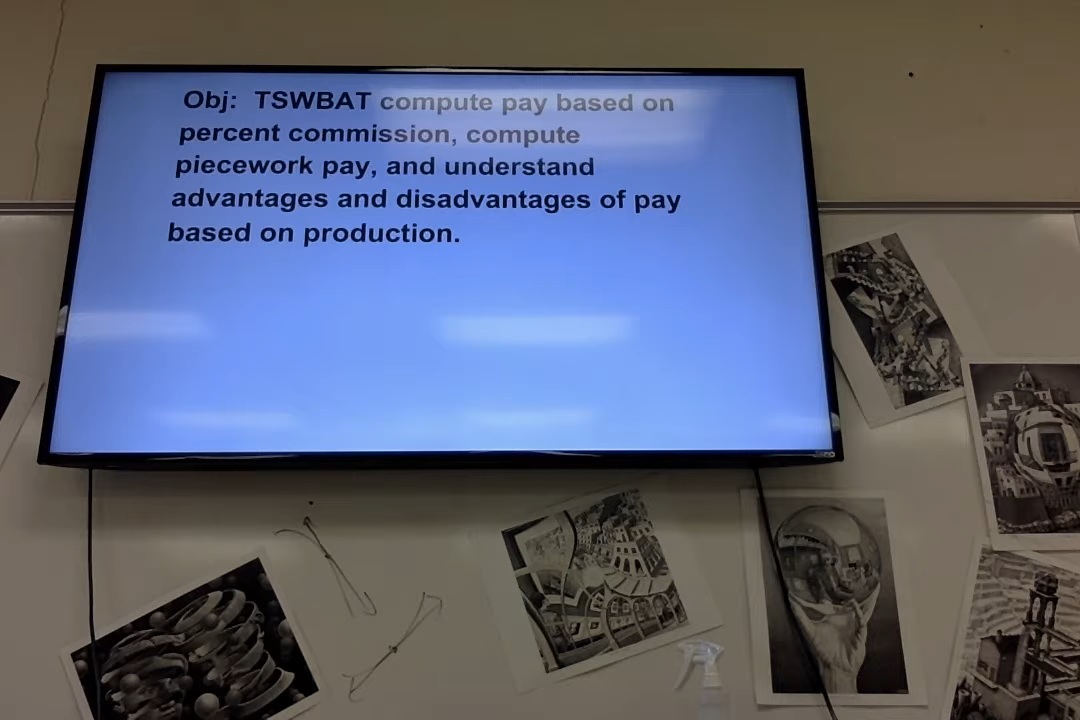 Obj: TSWBAT compute pay based on
percent commission, compute
piecework pay, and understand
advantages and disadvantages of pay
based on production.